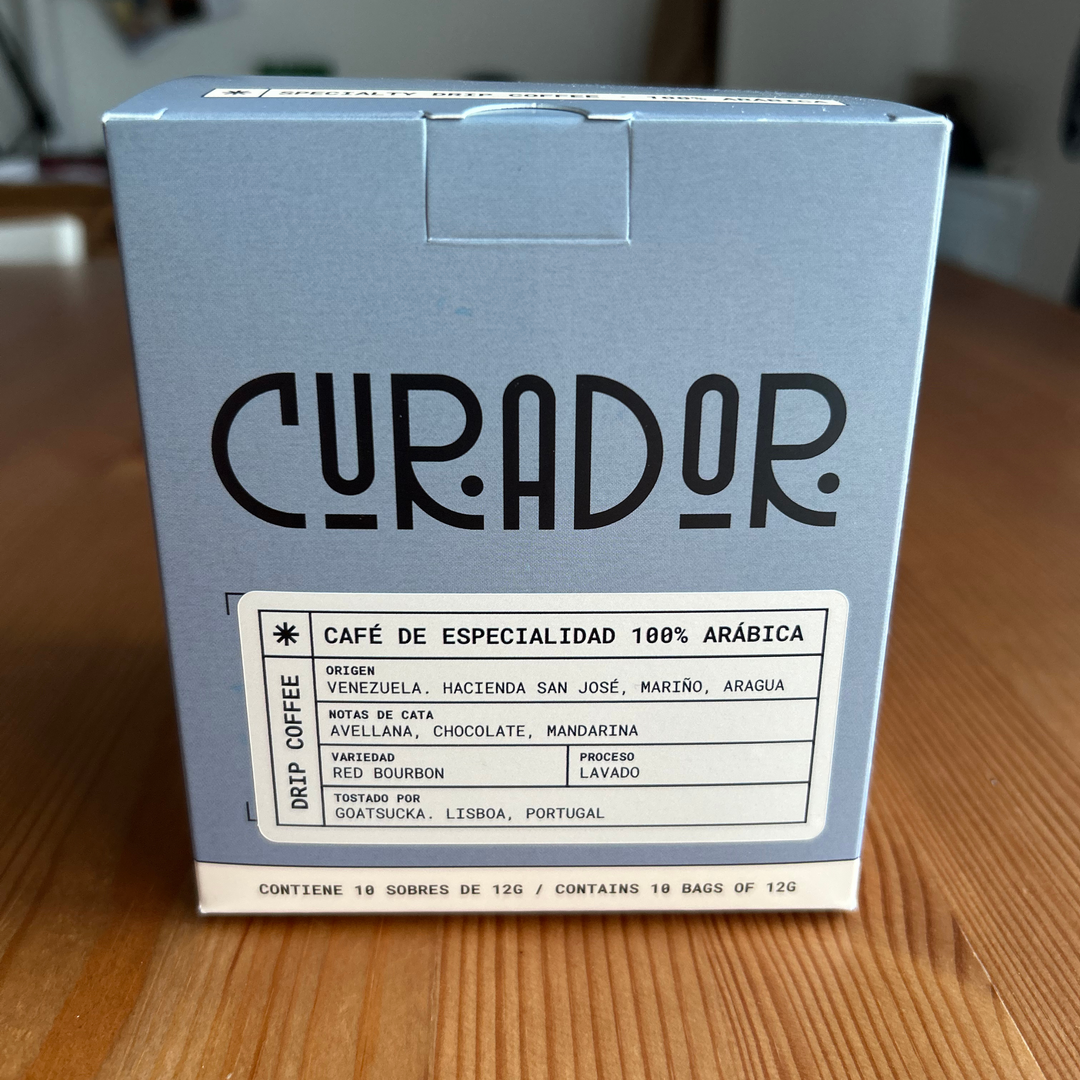 SPECIALTY DRIP COFFEE - 100% ARABICA
CURADOR
CAFÉ DE ESPECIALIDAD 100% ARÁBICA
DRIP COFFEE
ORIGEN
VENEZUELA. HACIENDA SAN JOSÉ, MARIÑO, ARAGUA
NOTAS DE CATA
AVELLANA, CHOCOLATE, MANDARINA
VARIEDAD
RED BOURBON
PROCESO
LAVADO
TOSTADO POR
GOATSUCKA. LISBOA, PORTUGAL
CONTIENE 10 SOBRES DE 12G / CONTAINS 10 BAGS OF 12G